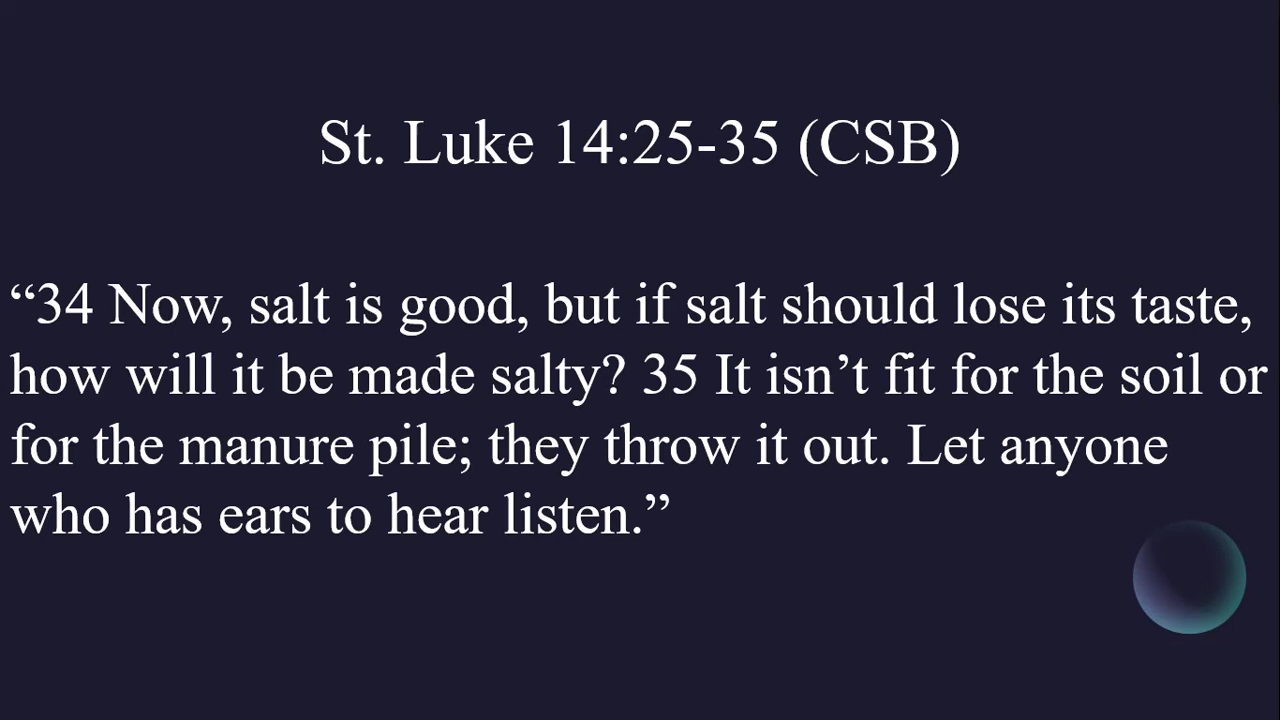 St. Luke 14:25-35 (CSB)
“34 Now, salt is good, but if salt should lose its taste,
how will it be made salty? 35 It isn’t fit for the soil or
for the manure pile; they throw it out. Let anyone
who has ears to hear listen.”